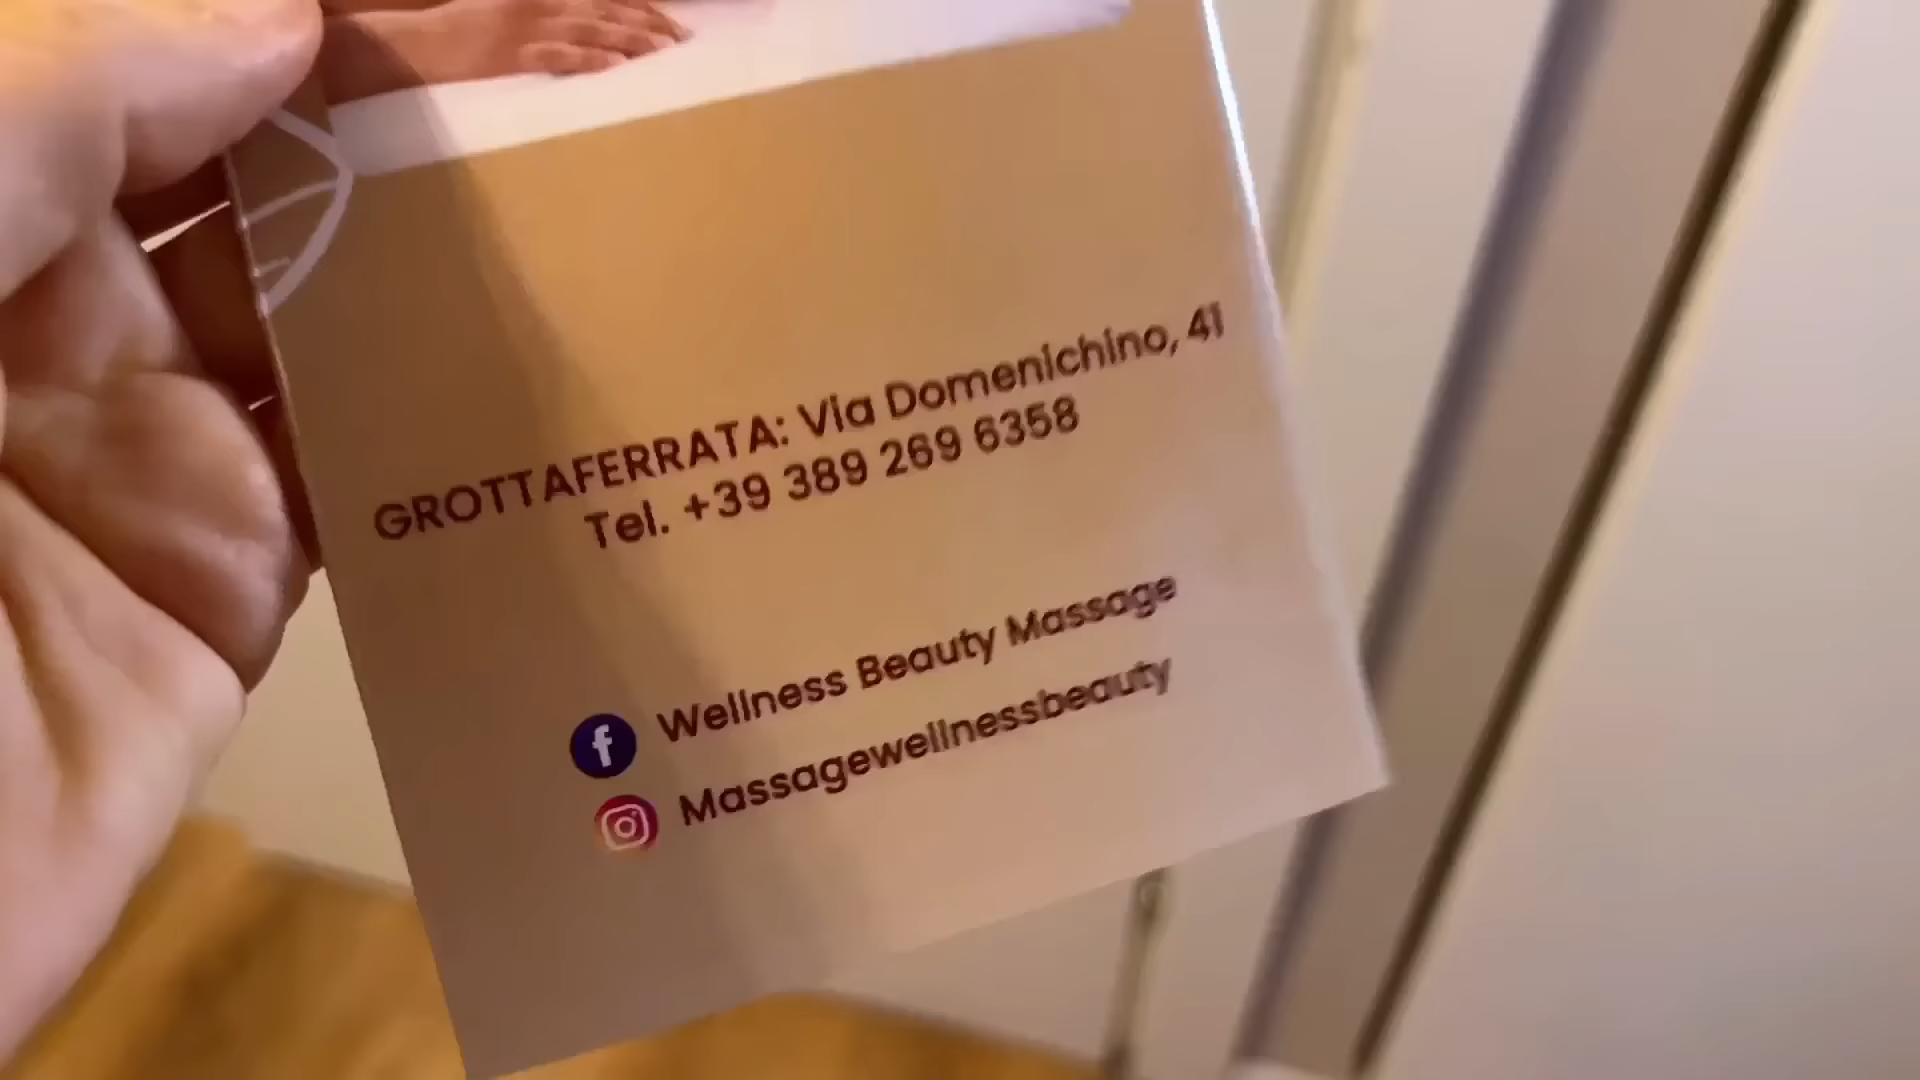 GROTTAFERRATA: Via Domenichino, 41
Tel. +39 389 269 6358
Wellness Beauty Massage
Massagewellnessbeauty